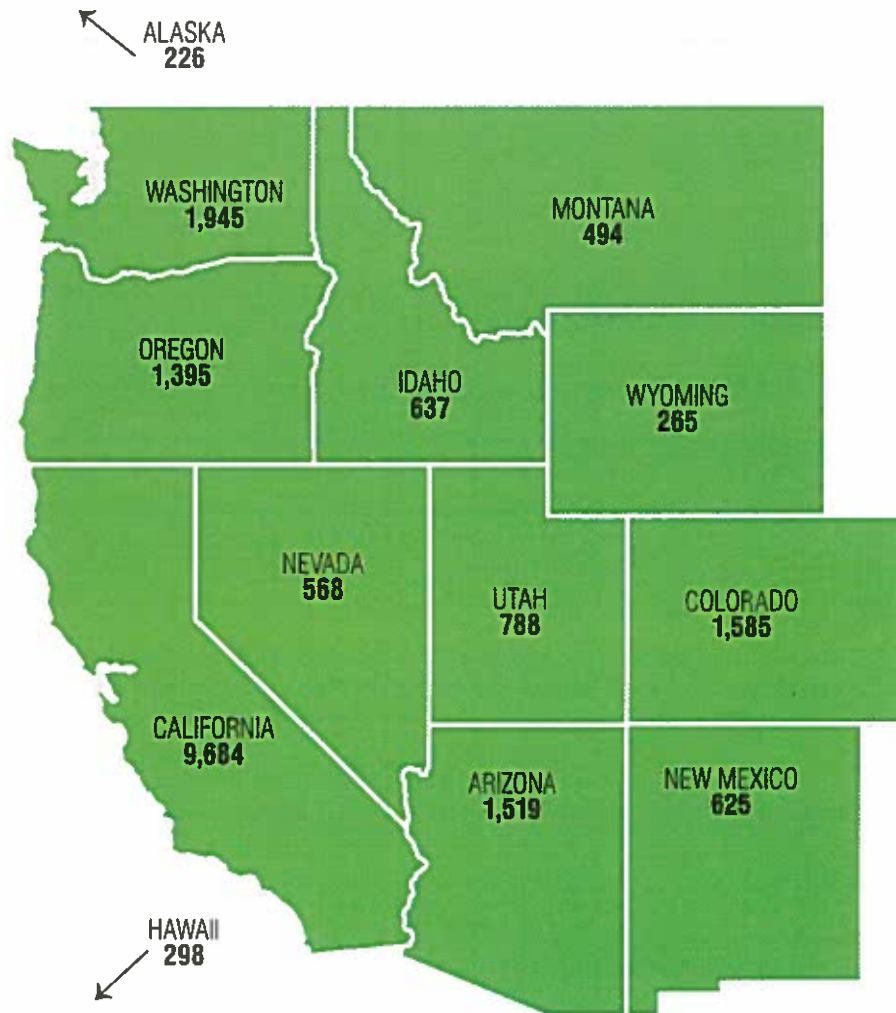 ALASKA
226
WASHINGTON
1,945
MONTANA
494
OREGON
1,395
IDAHO
637
WYOMING
265
NEVADA
568
UTAH
788
COLORADO
1,585
CALIFORNIA
9,684
ARIZONA
1,519
NEW MEXICO
625
HAWAII
298